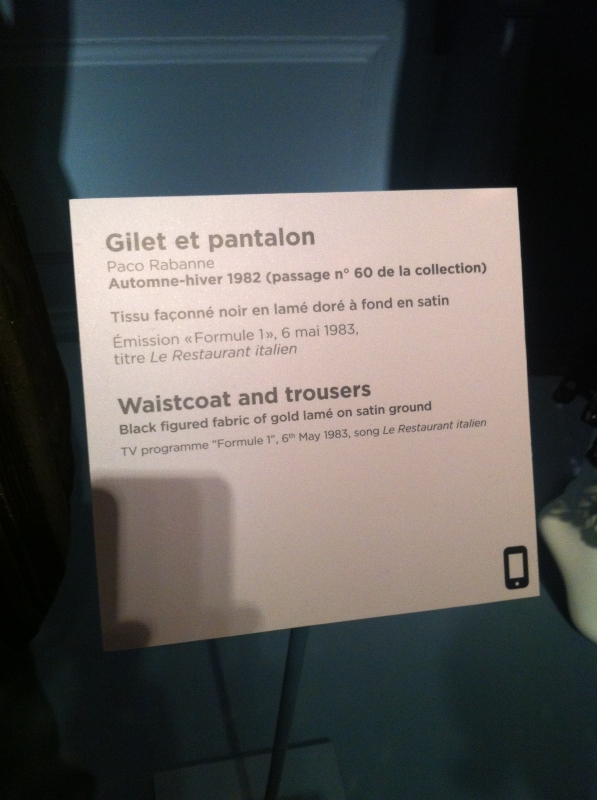 Gilet et pantalon
Paco Rabanne
Automne-hiver 1982 (passage n° 60 de la collection)
Tissu façonné noir en lamé doré à fond en satin
Émission «Formule 1», 6 mai 1983,
titre Le Restaurant italien
Waistcoat and trousers
Black figured fabric of gold lamé on satin ground
TV programme “Formule 1”, 6th May 1983, song Le Restaurant italien